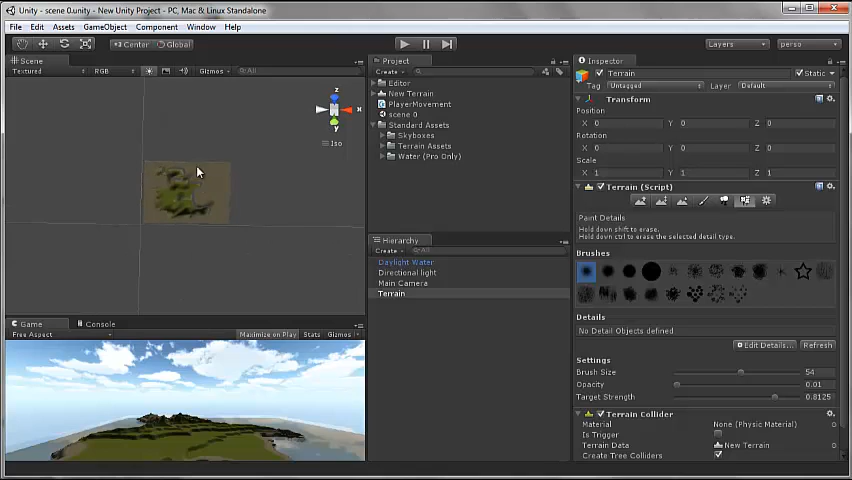 Unity - scene 0.unity - New Unity Project - PC, Mac & Linux Standalone
File Edit Assets GameObject Component Window Help
Center Global Layers perso
Scene
Textured RGB Gizmos All
z
x
y
Iso
Game Console
Free Aspect Maximize on Play Stats Gizmos
Project
Create
Editor
New Terrain
PlayerMovement
scene 0
Standard Assets
Skyboxes
Terrain Assets
Water (Pro Only)
Hierarchy
Create All
Daylight Water
Directional light
Main Camera
Terrain
Inspector
Terrain Static
Tag Untagged Layer Default
Transform
Position
X 0 Y 0 Z 0
Rotation
X 0 Y 0 Z 0
Scale
X 1 Y 1 Z 1
Terrain (Script)
Paint Details
Hold down shift to erase.
Hold down ctrl to erase the selected detail type.
Brushes
Details
No Detail Objects defined
Edit Details... Refresh
Settings
Brush Size 54
Opacity 0.01
Target Strength 0.8125
Terrain Collider
Material None (Physic Material)
Is Trigger
Terrain Data New Terrain
Create Tree Colliders